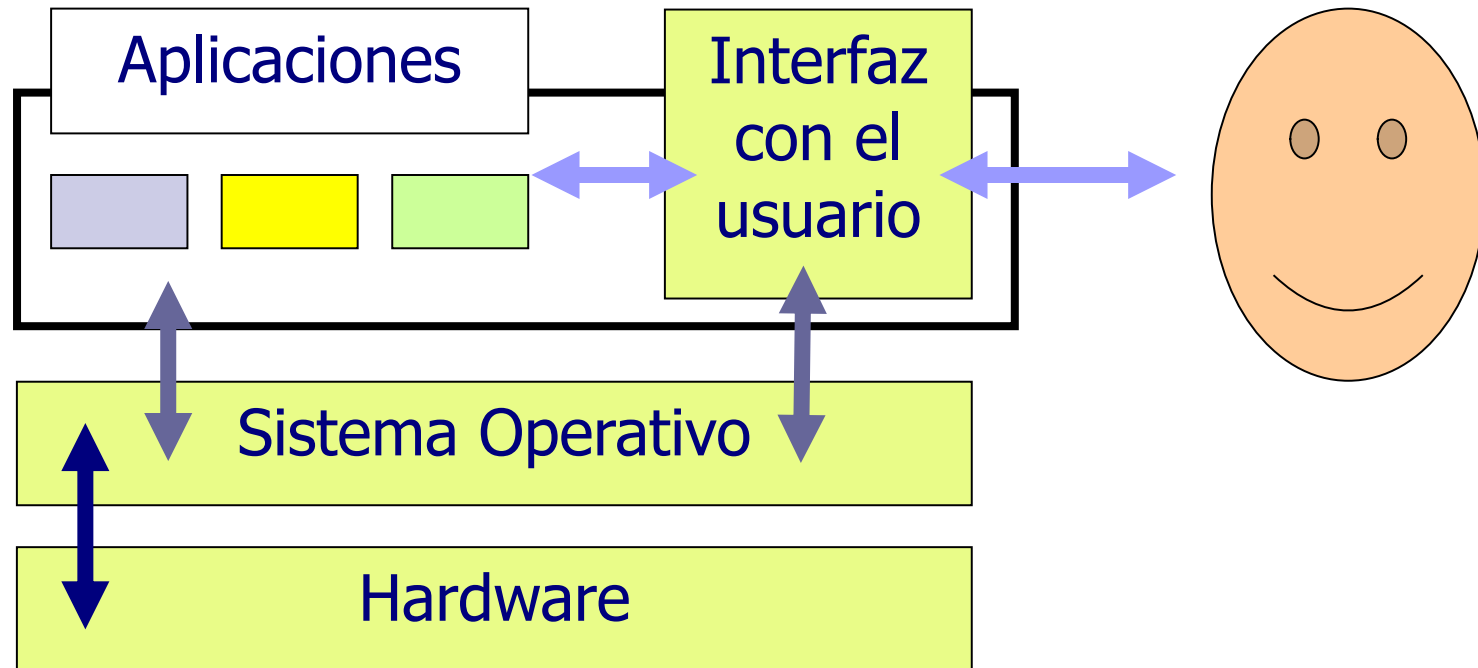 Aplicaciones
Interfaz
con el
usuario
Sistema Operativo
Hardware